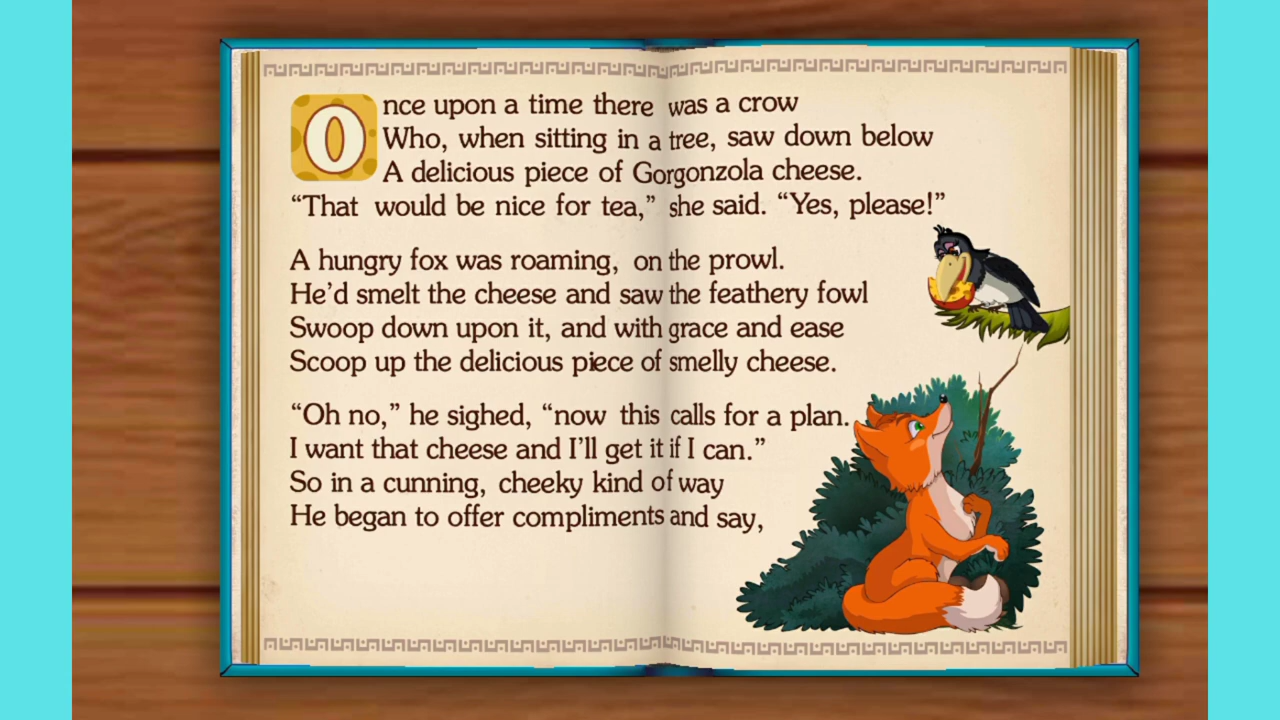 Once upon a time there was a crow
Who, when sitting in a tree, saw down below
A delicious piece of Gorgonzola cheese.
“That would be nice for tea,” she said. “Yes, please!”
A hungry fox was roaming, on the prowl.
He’d smelt the cheese and saw the feathery fowl
Swoop down upon it, and with grace and ease
Scoop up the delicious piece of smelly cheese.
“Oh no,” he sighed, “now this calls for a plan.
I want that cheese and I’ll get it if I can.”
So in a cunning, cheeky kind of way
He began to offer compliments and say,